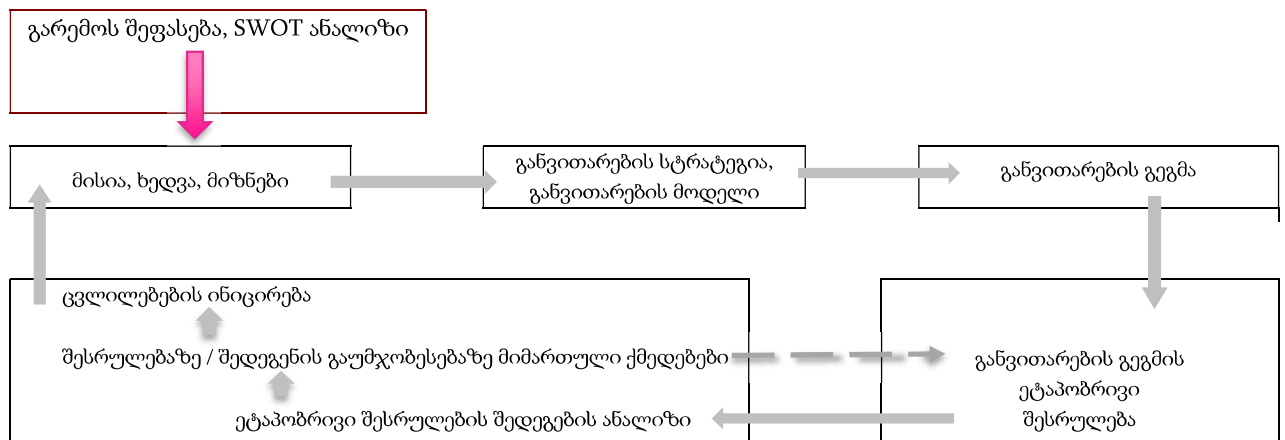 გარემოს შეფასება, SWOT ანალიზი
მისია, ხედვა, მიზნები
განვითარების სტრატეგია,
განვითარების მოდელი
განვითარების გეგმა
ცვლილებების ინიცირება
შესრულებაზე / შედეგენის გაუმჯობესებაზე მიმართული ქმედებები
ეტაპობრივი შესრულების შედეგების ანალიზი
განვითარების გეგმის
ეტაპობრივი
შესრულება